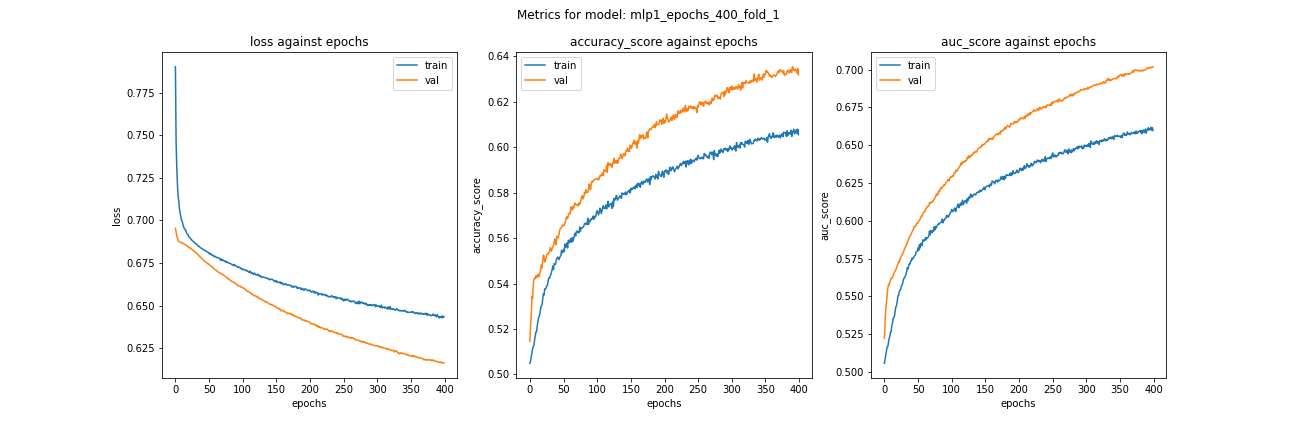 Metrics for model: mlp1_epochs_400_fold_1
loss against epochs
train
val
0.775
0.750
0.725
0.700
0.675
0.650
0.625
loss
0 50 100 150 200 250 300 350 400
epochs
accuracy_score against epochs
train
val
0.64
0.62
0.60
0.58
0.56
0.54
0.52
0.50
accuracy_score
0 50 100 150 200 250 300 350 400
epochs
auc_score against epochs
train
val
0.700
0.675
0.650
0.625
0.600
0.575
0.550
0.525
0.500
auc_score
0 50 100 150 200 250 300 350 400
epochs